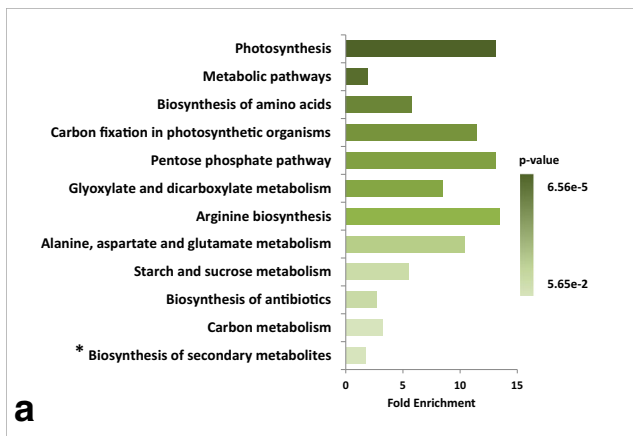 Photosynthesis
Metabolic pathways
Biosynthesis of amino acids
Carbon fixation in photosynthetic organisms
Pentose phosphate pathway
Glyoxylate and dicarboxylate metabolism
Arginine biosynthesis
Alanine, aspartate and glutamate metabolism
Starch and sucrose metabolism
Biosynthesis of antibiotics
Carbon metabolism
* Biosynthesis of secondary metabolites
0 5 10 15
Fold Enrichment
p-value
6.56e-5
5.65e-2
a